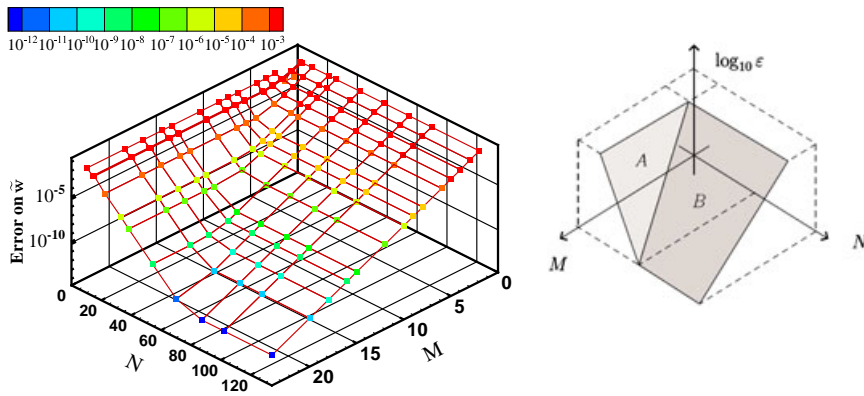 10⁻¹² 10⁻¹¹ 10⁻¹⁰ 10⁻⁹ 10⁻⁸ 10⁻⁷ 10⁻⁶ 10⁻⁵ 10⁻⁴ 10⁻³
Error on w̃
10⁻⁵
10⁻¹⁰
0
20
40
60
80
100
120
N
0
5
10
15
20
M
log₁₀ ε
A
B
M
N